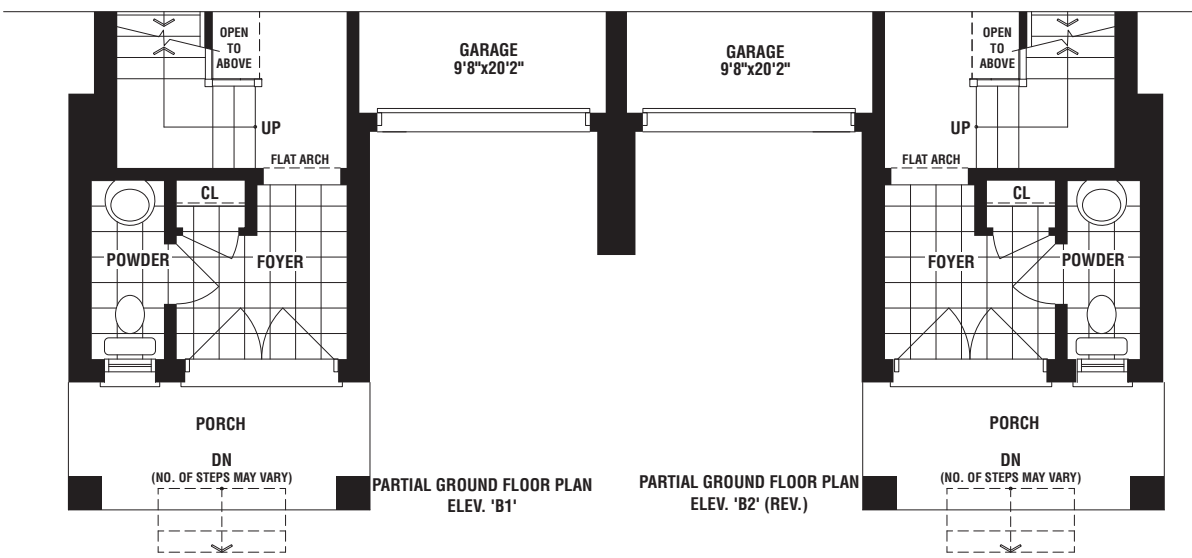 OPEN
TO
ABOVE
GARAGE
9'8"x20'2"
UP
FLAT ARCH
CL
POWDER
FOYER
PORCH
DN
(NO. OF STEPS MAY VARY)
PARTIAL GROUND FLOOR PLAN
ELEV. 'B1'
GARAGE
9'8"x20'2"
OPEN
TO
ABOVE
UP
FLAT ARCH
CL
FOYER
POWDER
PORCH
DN
(NO. OF STEPS MAY VARY)
PARTIAL GROUND FLOOR PLAN
ELEV. 'B2' (REV.)